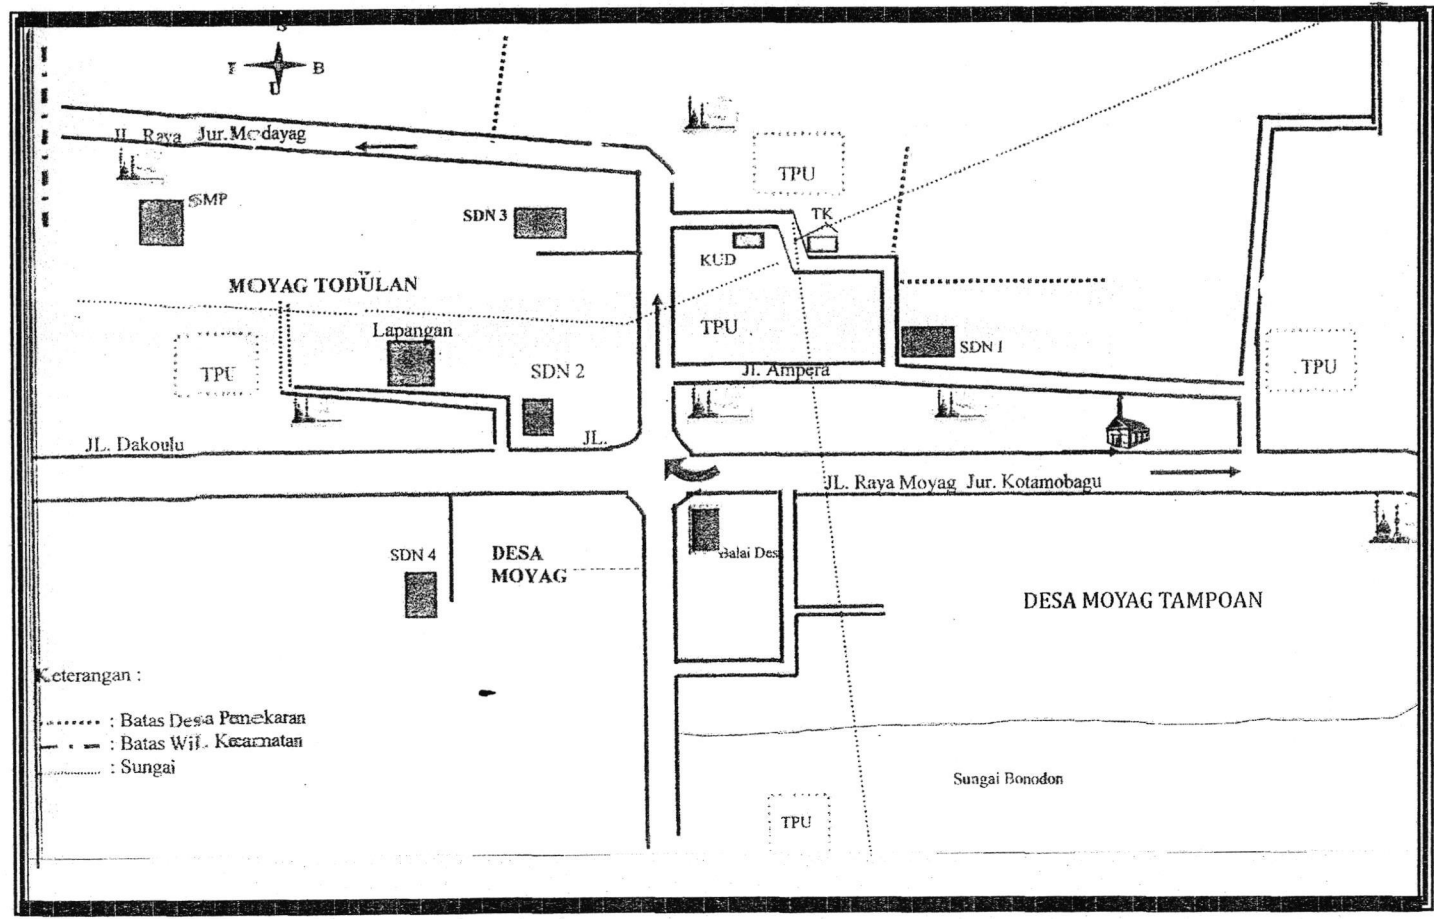 S
T B
U
JL. Raya Jur. Modayag
SMP
SDN 3
TPU
TK
KUD
MOYAG TODULAN
Lapangan
TPU
SDN 2
TPU
SDN 1
Jl. Ampera
TPU
JL. Dakoulu
JL.
JL. Raya Moyag Jur. Kotamobagu
SDN 4
DESA
MOYAG
Balai Des
DESA MOYAG TAMPOAN
Keterangan :
: Batas Desa Pemekaran
: Batas Wil. Kecamatan
: Sungai
Sungai Bonodon
TPU